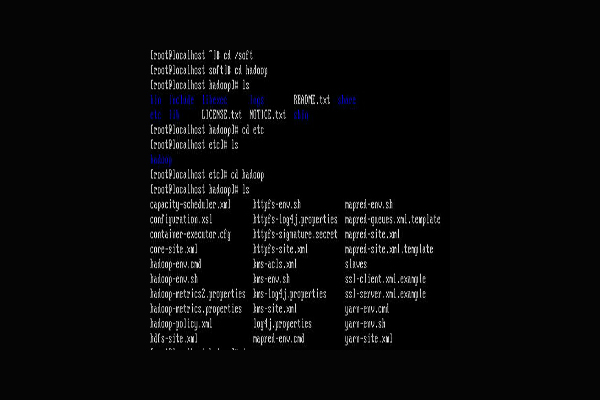 [root@localhost ~]# cd /soft
[root@localhost soft]# cd hadoop
[root@localhost hadoop]# ls
bin include libexec logs README.txt share
etc lib LICENSE.txt NOTICE.txt sbin
[root@localhost hadoop]# cd etc
[root@localhost etc]# ls
hadoop
[root@localhost etc]# cd hadoop
[root@localhost hadoop]# ls
capacity-scheduler.xml httpfs-env.sh mapred-env.sh
configuration.xsl httpfs-log4j.properties mapred-queues.xml.template
container-executor.cfg httpfs-signature.secret mapred-site.xml
core-site.xml httpfs-site.xml mapred-site.xml.template
hadoop-env.cmd kms-acls.xml slaves
hadoop-env.sh kms-env.sh ssl-client.xml.example
hadoop-metrics2.properties kms-log4j.properties ssl-server.xml.example
hadoop-metrics.properties kms-site.xml yarn-env.cmd
hadoop-policy.xml log4j.properties yarn-env.sh
hdfs-site.xml mapred-env.cmd yarn-site.xml